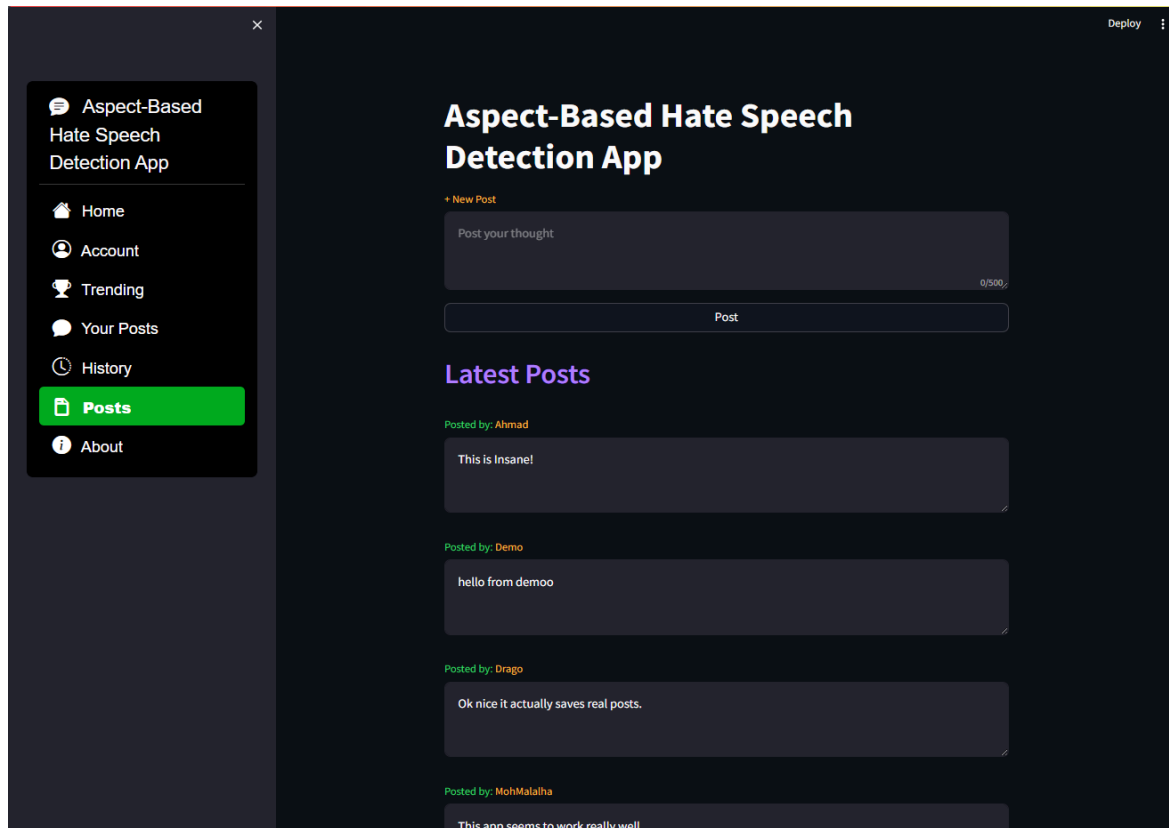 Deploy
Aspect-Based
Hate Speech
Detection App
Home
Account
Trending
Your Posts
History
Posts
About
Aspect-Based Hate Speech
Detection App
+ New Post
Post your thought
0/500
Post
Latest Posts
Posted by: Ahmad
This is Insane!
Posted by: Demo
hello from demoo
Posted by: Drago
Ok nice it actually saves real posts.
Posted by: MohMalalha
This app seems to work really well